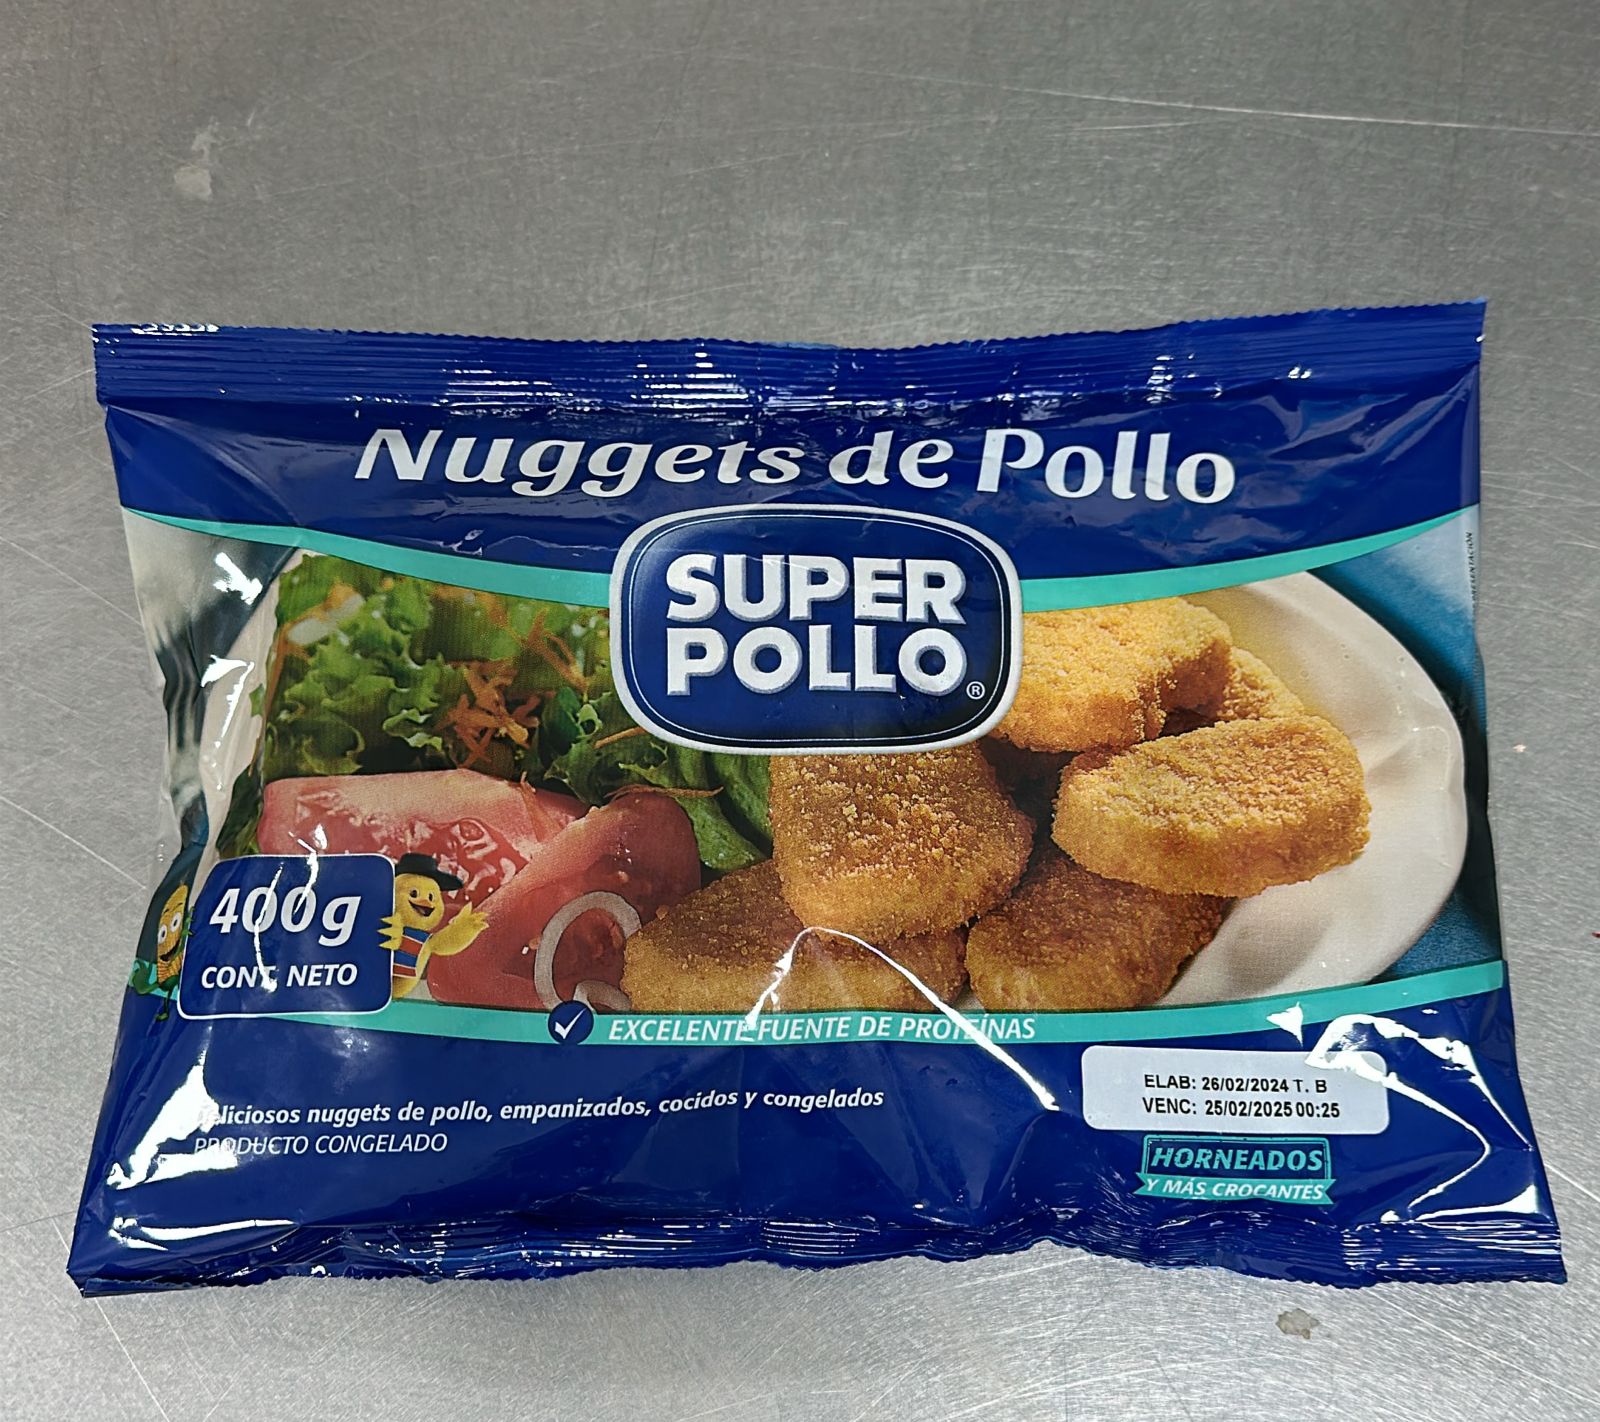 Nuggets de Pollo
SUPER
POLLO®
400g
CONT. NETO
EXCELENTE FUENTE DE PROTEÍNAS
Deliciosos nuggets de pollo, empanizados, cocidos y congelados
PRODUCTO CONGELADO
ELAB: 26/02/2024 T. B
VENC: 25/02/2025 00:25
HORNEADOS
Y MÁS CROCANTES